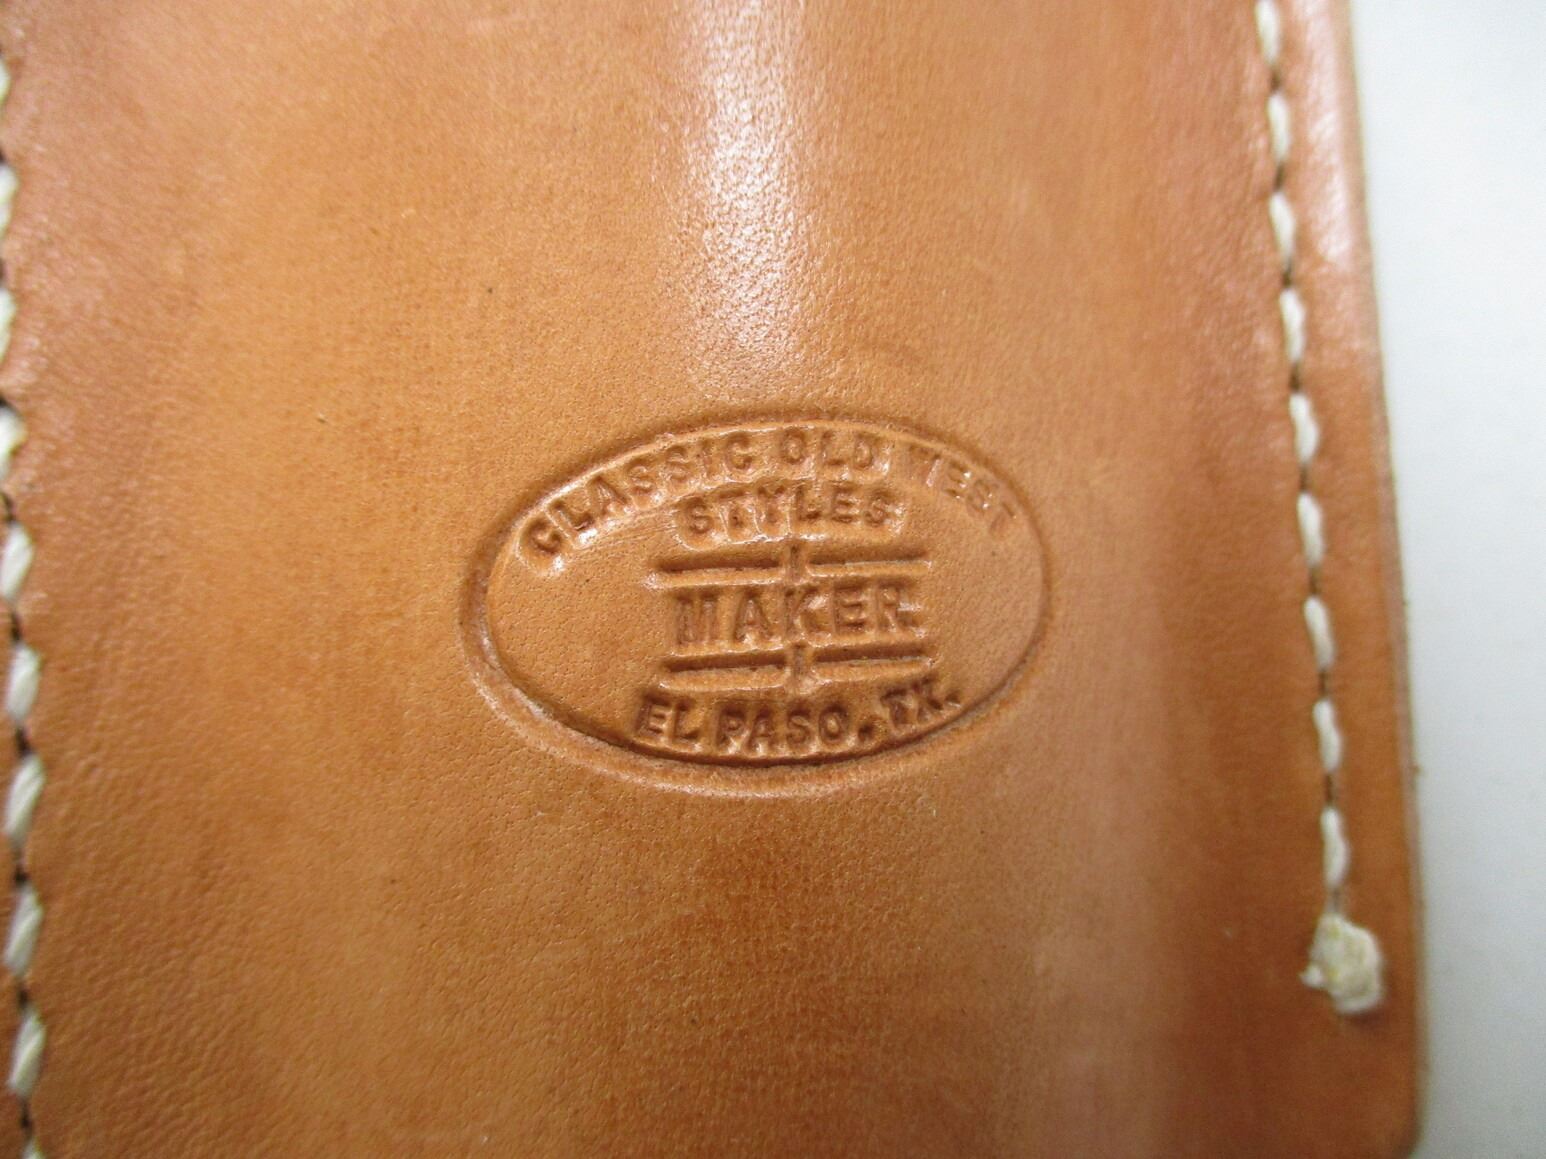 CLASSIC OLD WEST
STYLES
MAKER
EL PASO, TX.